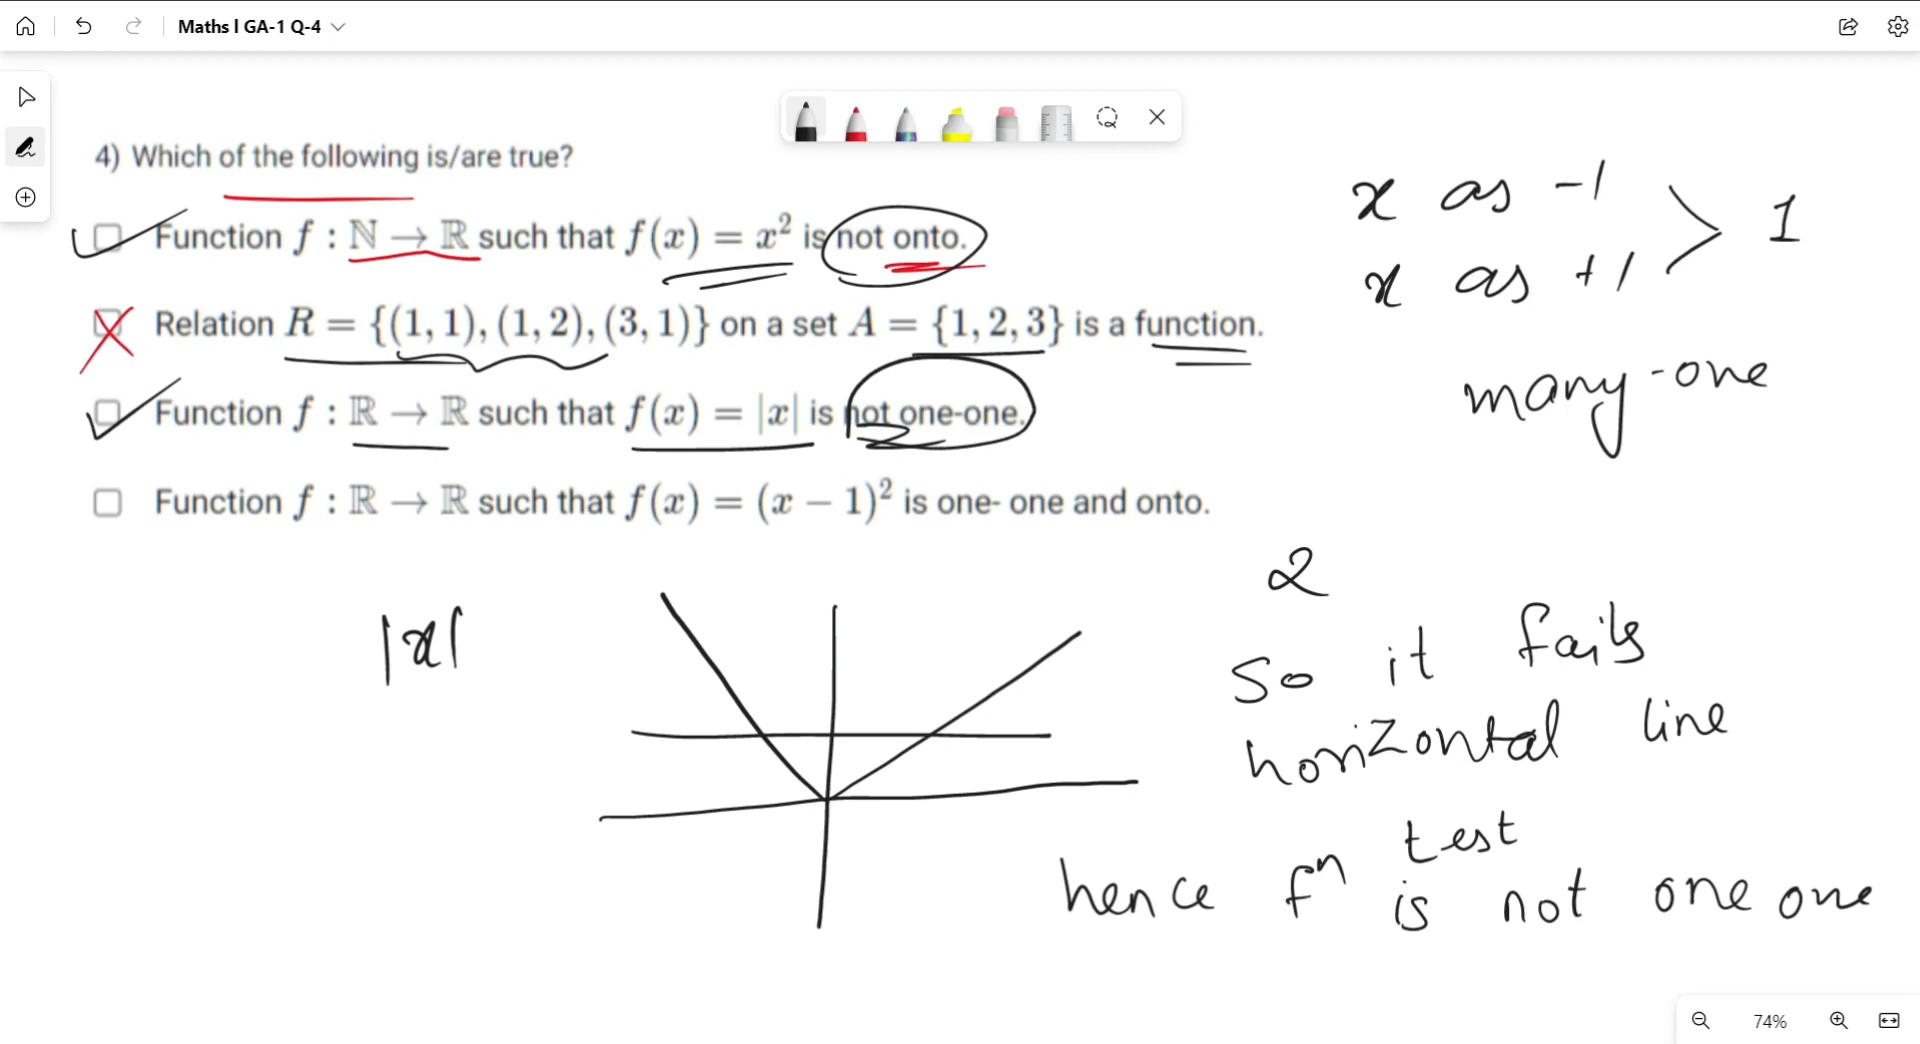 Maths I GA-1 Q-4
4) Which of the following is/are true?
Function f : ℕ → ℝ such that f(x) = x² is not onto.
Relation R = {(1, 1), (1, 2), (3, 1)} on a set A = {1, 2, 3} is a function.
Function f : ℝ → ℝ such that f(x) = |x| is not one-one.
Function f : ℝ → ℝ such that f(x) = (x − 1)² is one- one and onto.
x as -1
x as +1 > 1
many-one
|x|
2
So it fails
horizontal line
test
hence fⁿ is not one one
74%